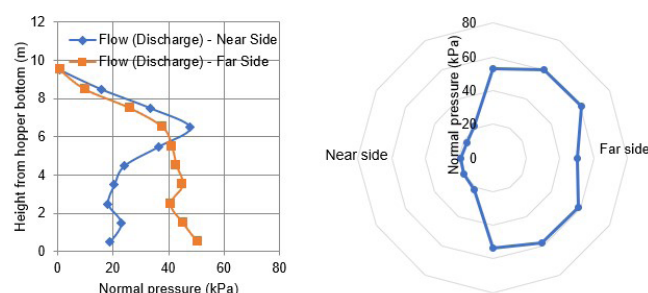 12
10
8
6
4
2
0
Height from hopper bottom (m)
Flow (Discharge) - Near Side
Flow (Discharge) - Far Side
0 20 40 60 80
Normal pressure (kPa)
80
60
40
20
0
Normal pressure (kPa)
Near side
Far side